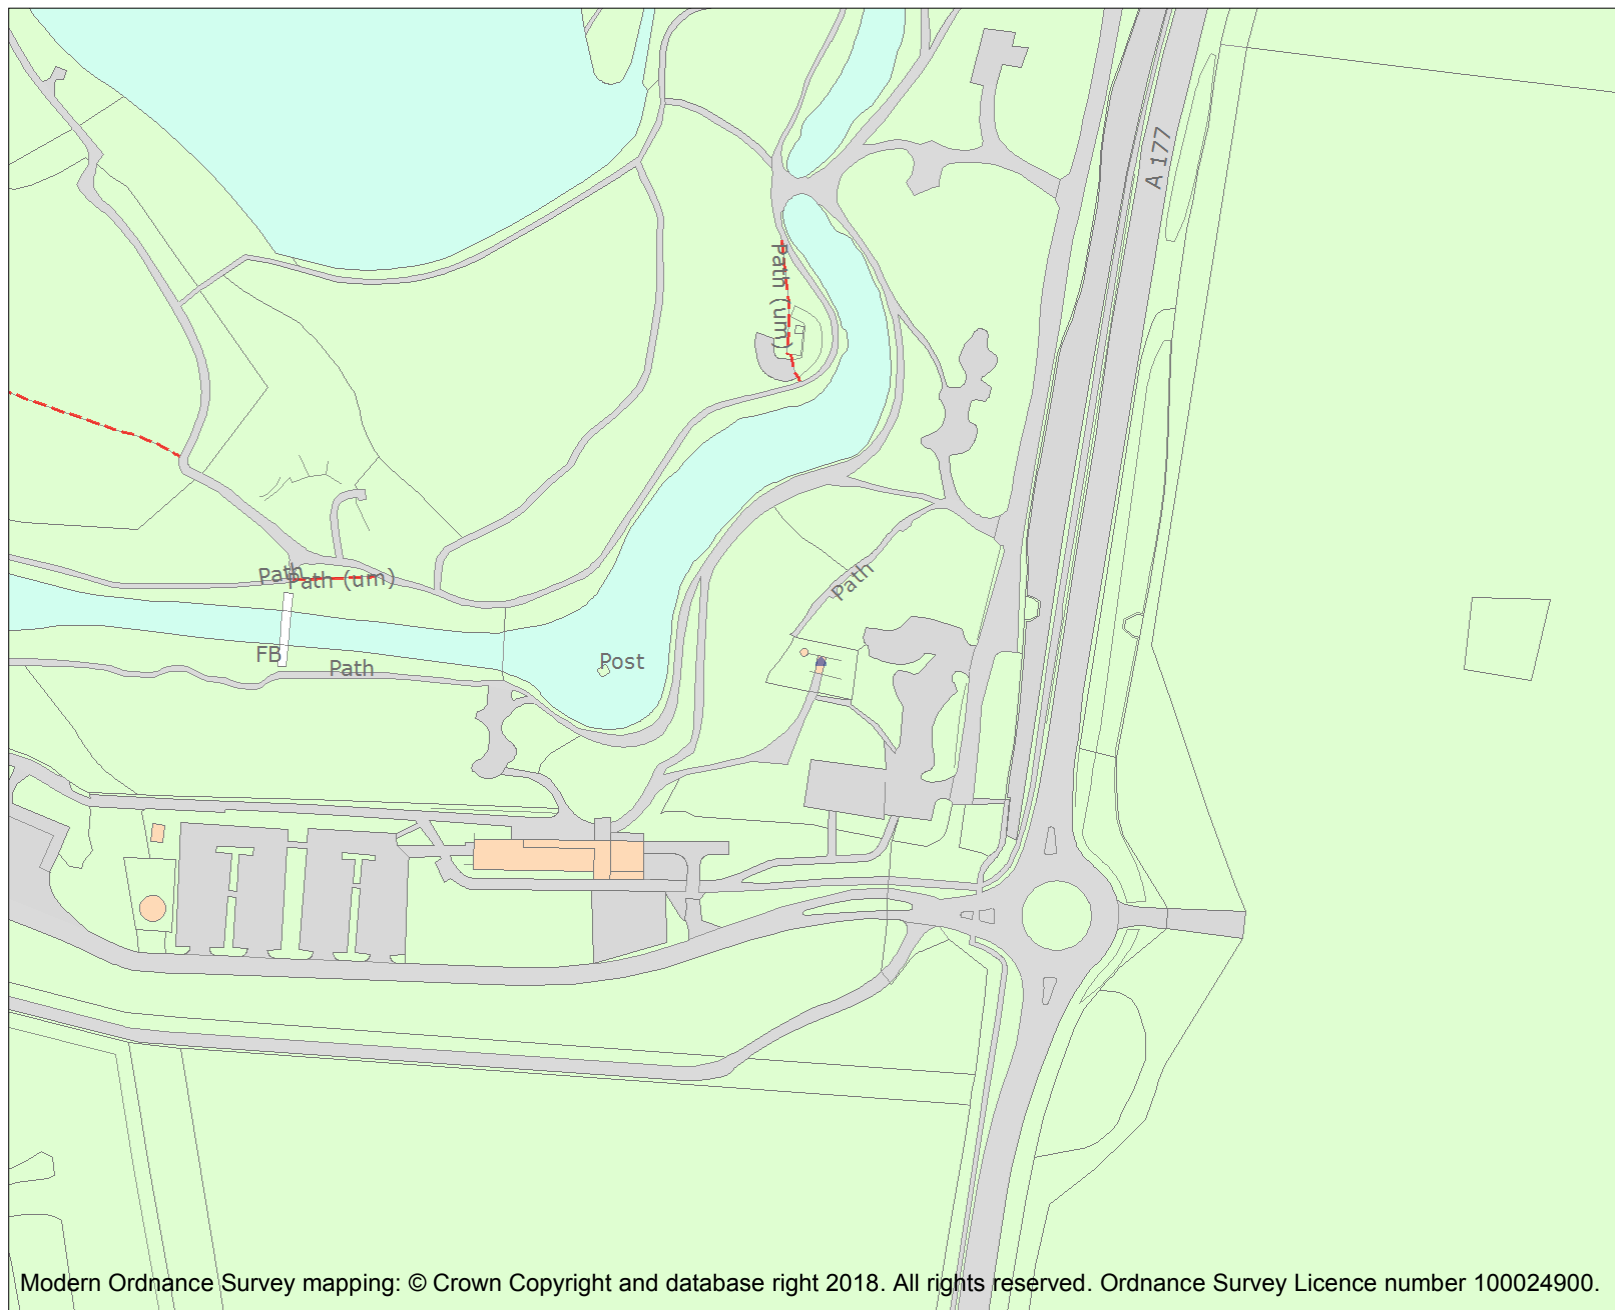 A 177
Path (um)
Path
Path
Path (um)
FB
Path
Post
Modern Ordnance Survey mapping: © Crown Copyright and database right 2018. All rights reserved. Ordnance Survey Licence number 100024900.